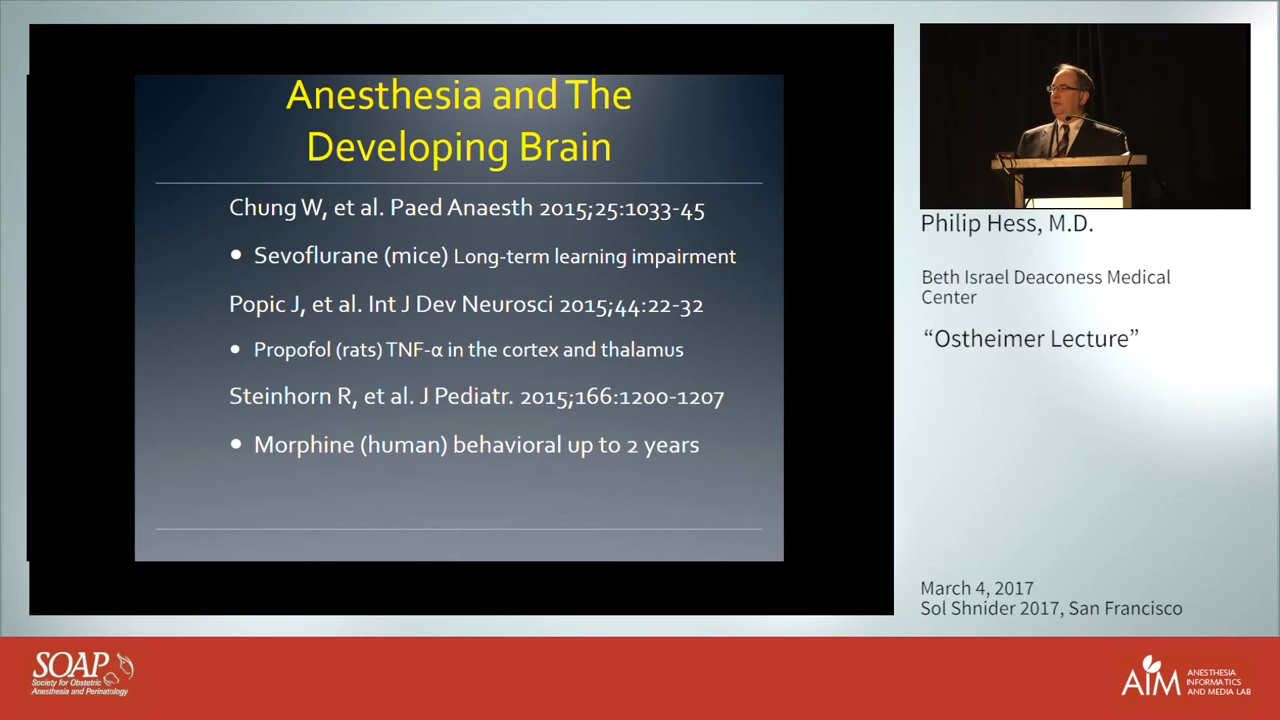 Anesthesia and The
Developing Brain
Chung W, et al. Paed Anaesth 2015;25:1033-45
• Sevoflurane (mice) Long-term learning impairment
Popic J, et al. Int J Dev Neurosci 2015;44:22-32
• Propofol (rats) TNF-α in the cortex and thalamus
Steinhorn R, et al. J Pediatr. 2015;166:1200-1207
• Morphine (human) behavioral up to 2 years
Philip Hess, M.D.
Beth Israel Deaconess Medical
Center
“Ostheimer Lecture”
March 4, 2017
Sol Shnider 2017, San Francisco
SOAP
Society for Obstetric
Anesthesia and Perinatology
AIM
ANESTHESIA
INFORMATICS
AND MEDIA LAB